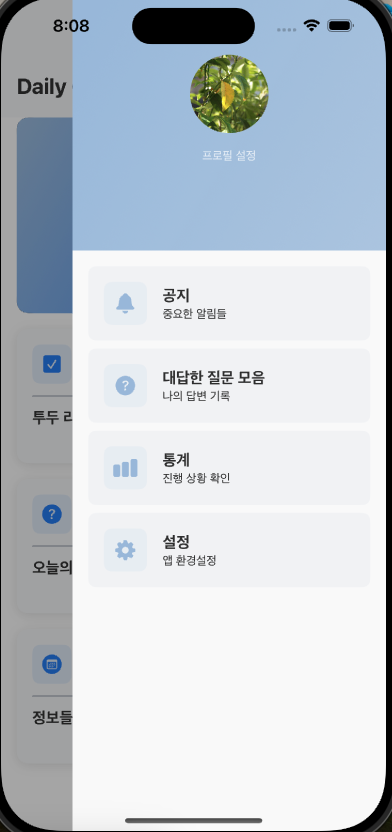 8:08
Daily
프로필 설정
공지
중요한 알림들
대답한 질문 모음
나의 답변 기록
통계
진행 상황 확인
설정
앱 환경설정
투두
오늘의
정보들